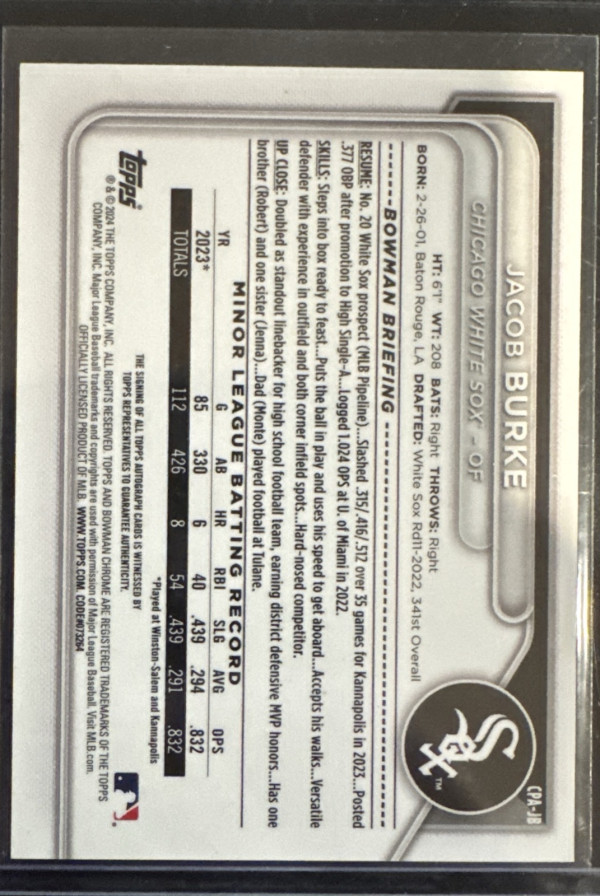 CPA-JB
JACOB BURKE
CHICAGO WHITE SOX - OF
Sox
TM
HT: 6'1" WT: 208 BATS: Right THROWS: Right
BORN: 2-26-01, Baton Rouge, LA DRAFTED: White Sox Rd11-2022, 341st Overall
BOWMAN BRIEFING
RESUME: No. 20 White Sox prospect (MLB Pipeline)....Slashed .315/.416/.512 over 35 games for Kannapolis in 2023...Posted
.377 OBP after promotion to High Single-A....Logged 1.024 OPS at U. of Miami in 2022.
SKILLS: Steps into box ready to feast...Puts the ball in play and uses his speed to get aboard...Accepts his walks...Versatile
defender with experience in outfield and both corner infield spots...Hard-nosed competitor.
UP CLOSE: Doubled as standout linebacker for high school football team, earning district defensive MVP honors...Has one
brother (Robert) and one sister (Jenna)...Dad (Monte) played football at Tulane.
MINOR LEAGUE BATTING RECORD
YR G AB HR RBI SLG AVG OPS
2023* 85 330 6 40 .439 .294 .832
TOTALS 112 426 8 54 .439 .291 .832
*Played at Winston-Salem and Kannapolis
topps®
THE SIGNING OF ALL TOPPS AUTOGRAPH CARDS IS WITNESSED BY
TOPPS REPRESENTATIVES TO GUARANTEE AUTHENTICITY.
® & © 2024 THE TOPPS COMPANY, INC. ALL RIGHTS RESERVED. TOPPS AND BOWMAN CHROME ARE REGISTERED TRADEMARKS OF THE TOPPS
COMPANY, INC. Major League Baseball trademarks and copyrights are used with permission of Major League Baseball. Visit MLB.com.
OFFICIALLY LICENSED PRODUCT OF MLB. WWW.TOPPS.COM. CODE#073264